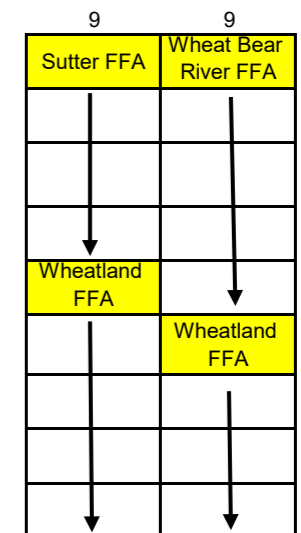 9 9
Sutter FFA
Wheat Bear
River FFA
Wheatland
FFA
Wheatland
FFA